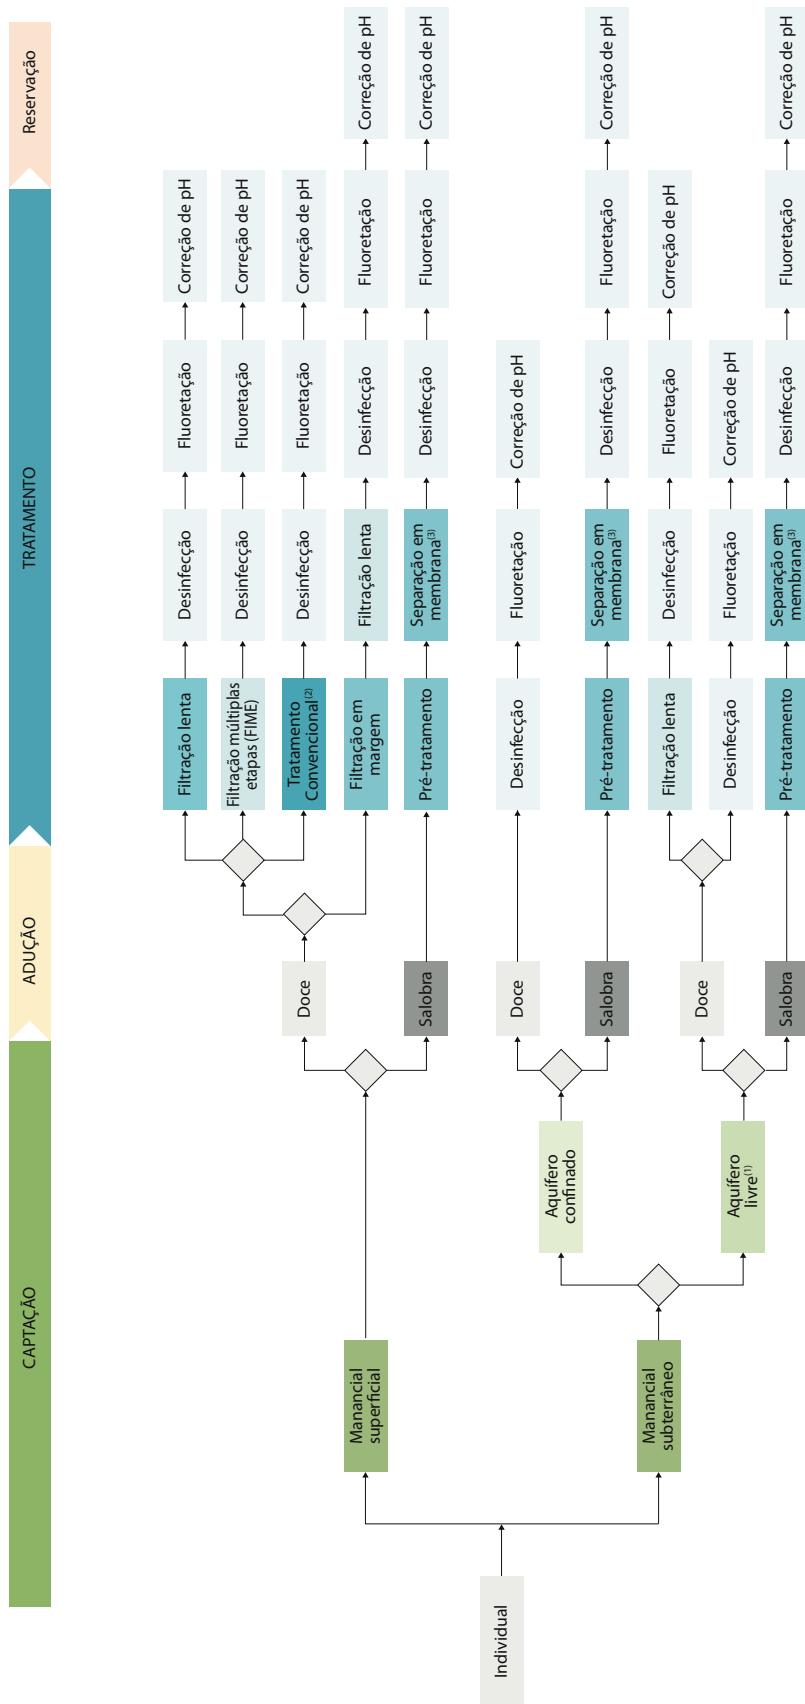 CAPTAÇÃO
ADUÇÃO
TRATAMENTO
Reservação
Individual
Manancial
superficial
Manancial
subterrâneo
Aquífero
confinado
Aquífero
livre(1)
Doce
Salobra
Doce
Salobra
Doce
Salobra
Filtração lenta
Desinfecção
Fluoretação
Correção de pH
Filtração múltiplas
etapas (FIME)
Desinfecção
Fluoretação
Correção de pH
Tratamento
Convencional(2)
Desinfecção
Fluoretação
Correção de pH
Filtração em
margem
Filtração lenta
Desinfecção
Fluoretação
Correção de pH
Pré-tratamento
Separação em
membrana(3)
Desinfecção
Fluoretação
Correção de pH
Desinfecção
Fluoretação
Correção de pH
Pré-tratamento
Separação em
membrana(3)
Desinfecção
Fluoretação
Correção de pH
Filtração lenta
Desinfecção
Fluoretação
Correção de pH
Desinfecção
Fluoretação
Correção de pH
Pré-tratamento
Separação em
membrana(3)
Desinfecção
Fluoretação
Correção de pH